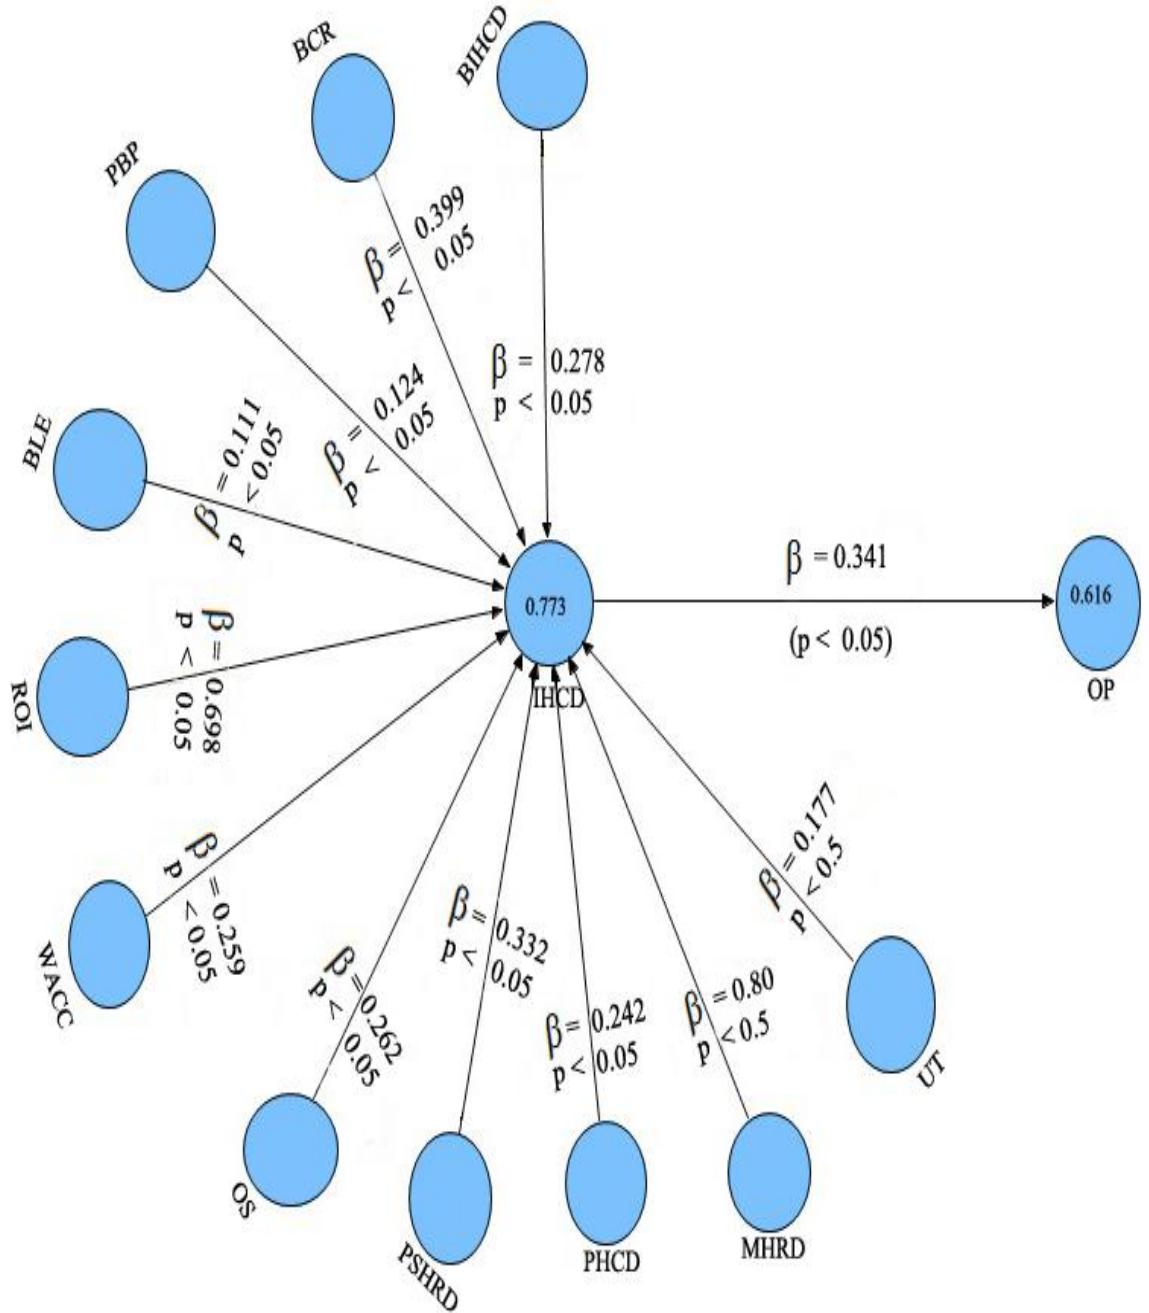 BIHCD
BCR
PBP
β = 0.399
p < 0.05
β = 0.278
p < 0.05
β = 0.124
p < 0.05
BLE
β = 0.111
p < 0.05
β = 0.341
(p < 0.05)
0.773
IHCD
0.616
OP
ROI
β = 0.698
p < 0.05
WACC
β = 0.259
p < 0.05
β = 0.262
p < 0.05
β = 0.332
p < 0.05
β = 0.242
p < 0.05
β = 0.80
p < 0.5
β = 0.177
p < 0.5
UT
OS
PSHRD
PHCD
MHRD